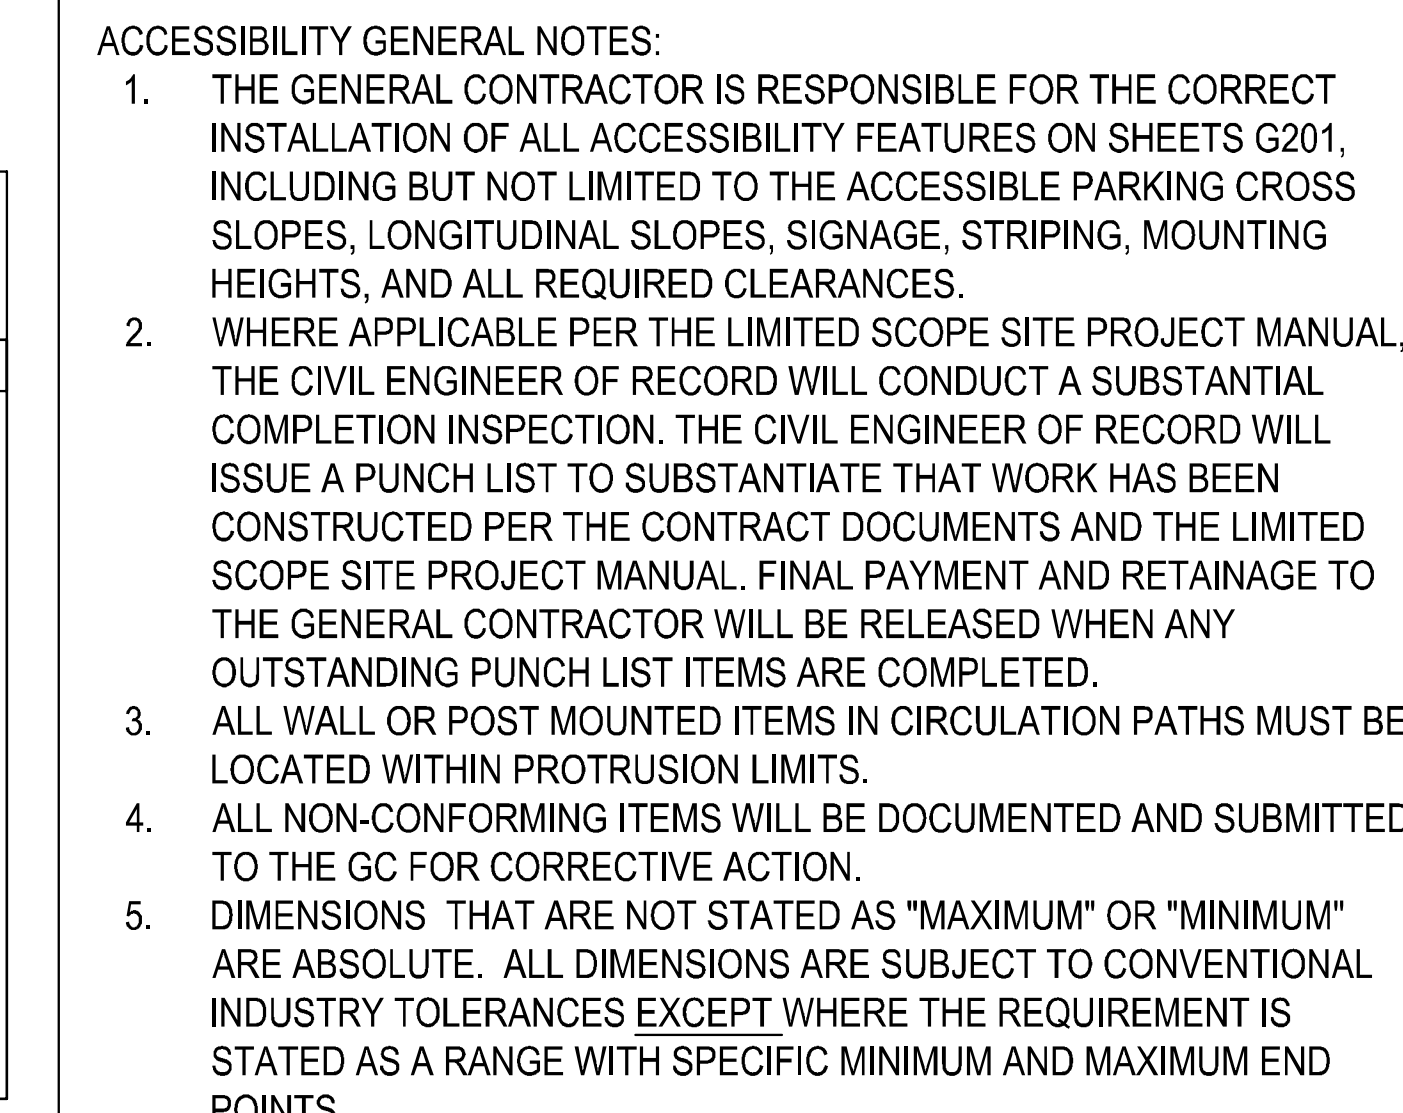 ACCESSIBILITY GENERAL NOTES:
1. THE GENERAL CONTRACTOR IS RESPONSIBLE FOR THE CORRECT
INSTALLATION OF ALL ACCESSIBILITY FEATURES ON SHEETS G201,
INCLUDING BUT NOT LIMITED TO THE ACCESSIBLE PARKING CROSS
SLOPES, LONGITUDINAL SLOPES, SIGNAGE, STRIPING, MOUNTING
HEIGHTS, AND ALL REQUIRED CLEARANCES.
2. WHERE APPLICABLE PER THE LIMITED SCOPE SITE PROJECT MANUAL,
THE CIVIL ENGINEER OF RECORD WILL CONDUCT A SUBSTANTIAL
COMPLETION INSPECTION. THE CIVIL ENGINEER OF RECORD WILL
ISSUE A PUNCH LIST TO SUBSTANTIATE THAT WORK HAS BEEN
CONSTRUCTED PER THE CONTRACT DOCUMENTS AND THE LIMITED
SCOPE SITE PROJECT MANUAL. FINAL PAYMENT AND RETAINAGE TO
THE GENERAL CONTRACTOR WILL BE RELEASED WHEN ANY
OUTSTANDING PUNCH LIST ITEMS ARE COMPLETED.
3. ALL WALL OR POST MOUNTED ITEMS IN CIRCULATION PATHS MUST BE
LOCATED WITHIN PROTRUSION LIMITS.
4. ALL NON-CONFORMING ITEMS WILL BE DOCUMENTED AND SUBMITTED
TO THE GC FOR CORRECTIVE ACTION.
5. DIMENSIONS THAT ARE NOT STATED AS "MAXIMUM" OR "MINIMUM"
ARE ABSOLUTE. ALL DIMENSIONS ARE SUBJECT TO CONVENTIONAL
INDUSTRY TOLERANCES EXCEPT WHERE THE REQUIREMENT IS
STATED AS A RANGE WITH SPECIFIC MINIMUM AND MAXIMUM END
POINTS